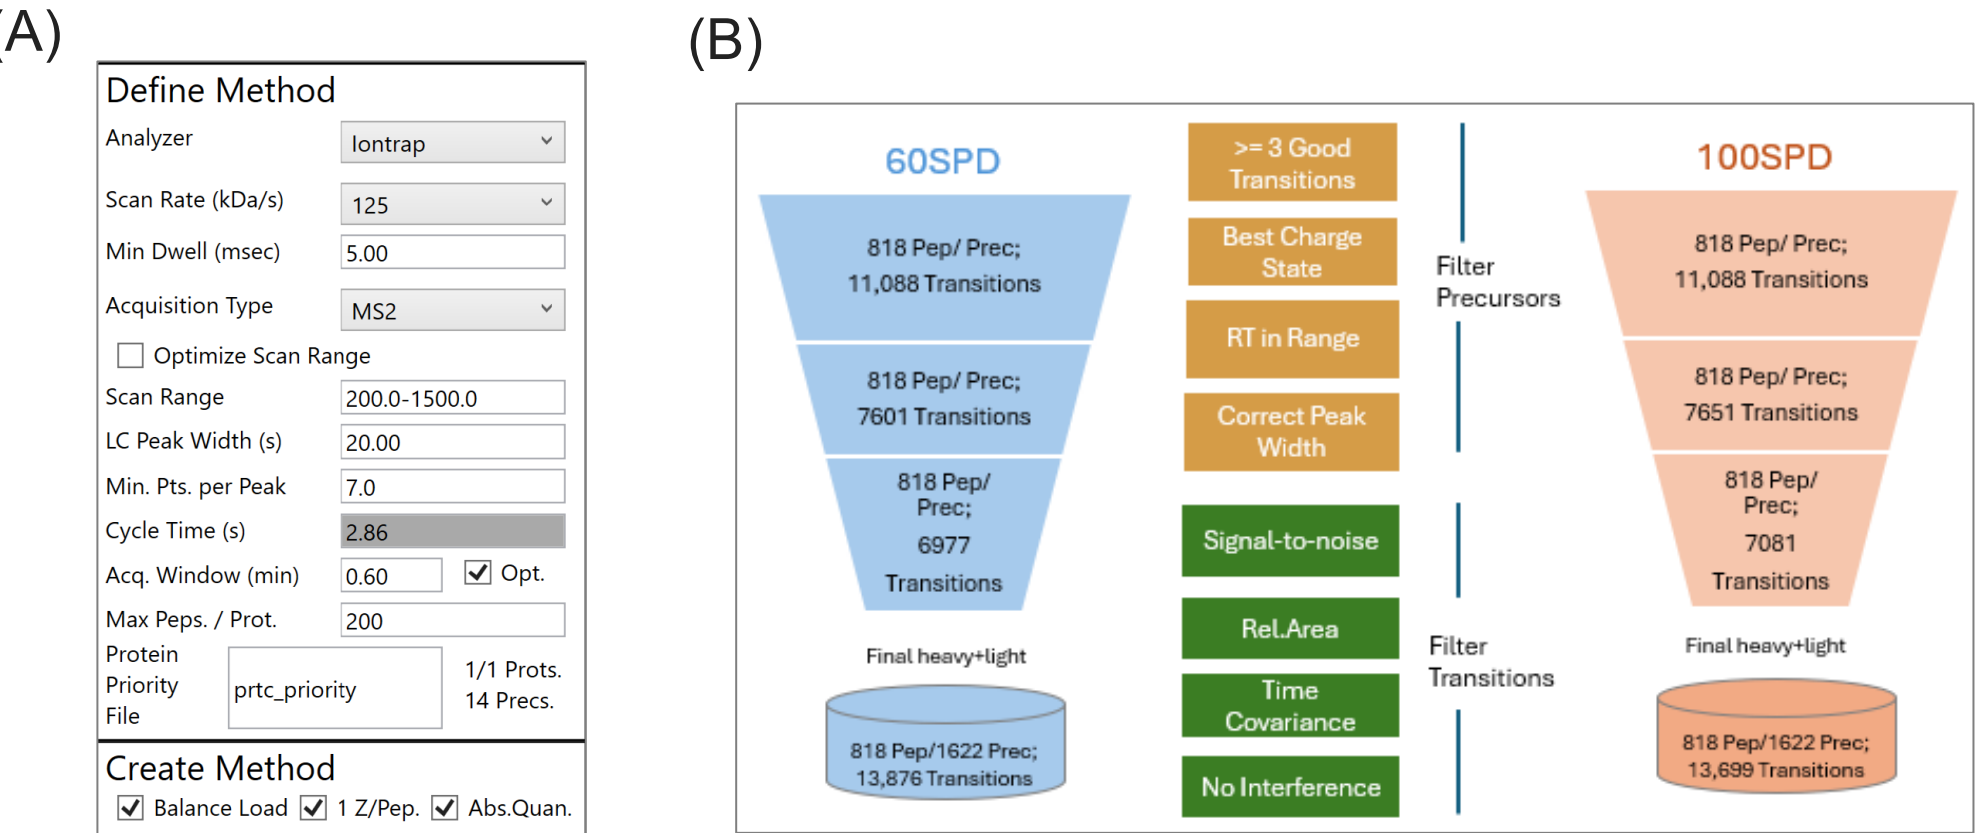 (A)
Define Method
Analyzer
Iontrap
Scan Rate (kDa/s)
125
Min Dwell (msec)
5.00
Acquisition Type
MS2
Optimize Scan Range
Scan Range
200.0-1500.0
LC Peak Width (s)
20.00
Min. Pts. per Peak
7.0
Cycle Time (s)
2.86
Acq. Window (min)
0.60
Opt.
Max Peps. / Prot.
200
Protein
Priority
File
prtc_priority
1/1 Prots.
14 Precs.
Create Method
Balance Load
1 Z/Pep.
Abs.Quan.
(B)
60SPD
818 Pep/ Prec;
11,088 Transitions
818 Pep/ Prec;
7601 Transitions
818 Pep/
Prec;
6977
Transitions
Final heavy+light
818 Pep/1622 Prec;
13,876 Transitions
>= 3 Good
Transitions
Best Charge
State
RT in Range
Correct Peak
Width
Signal-to-noise
Rel.Area
Time
Covariance
No Interference
Filter
Precursors
Filter
Transitions
100SPD
818 Pep/ Prec;
11,088 Transitions
818 Pep/ Prec;
7651 Transitions
818 Pep/
Prec;
7081
Transitions
Final heavy+light
818 Pep/1622 Prec;
13,699 Transitions